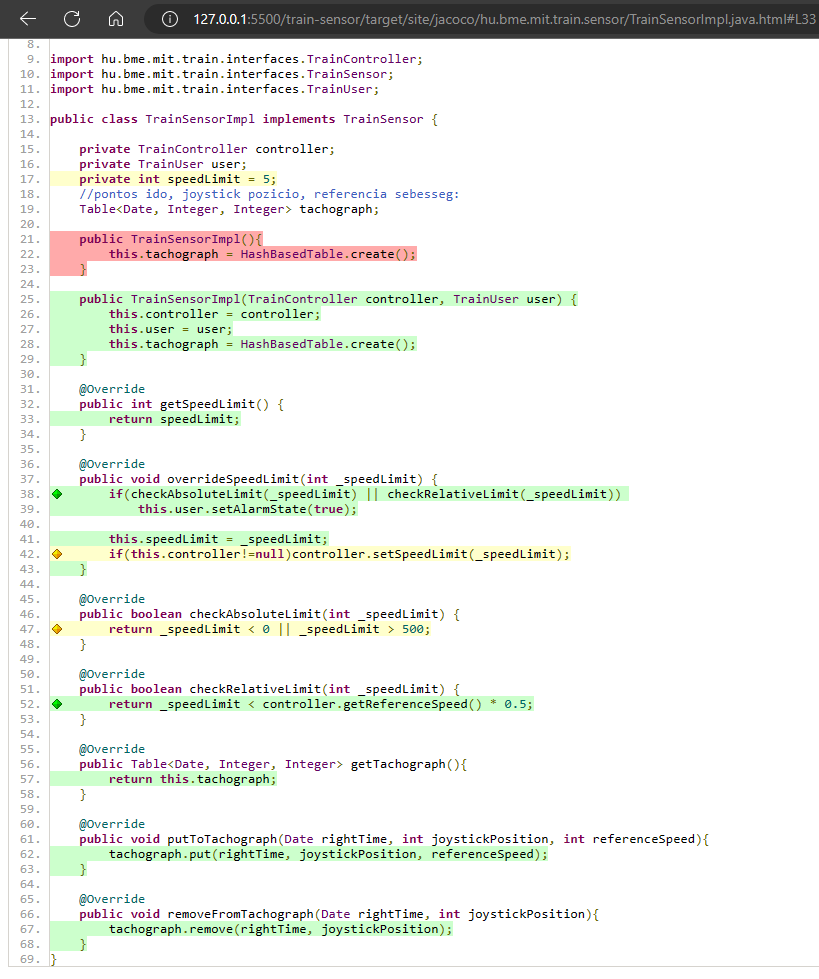 127.0.0.1:5500/train-sensor/target/site/jacoco/hu.bme.mit.train.sensor/TrainSensorImpl.java.html#L33
8.
9. import hu.bme.mit.train.interfaces.TrainController;
10. import hu.bme.mit.train.interfaces.TrainSensor;
11. import hu.bme.mit.train.interfaces.TrainUser;
12.
13. public class TrainSensorImpl implements TrainSensor {
14.
15.     private TrainController controller;
16.     private TrainUser user;
17.     private int speedLimit = 5;
18.     //pontos ido, joystick pozicio, referencia sebesseg:
19.     Table<Date, Integer, Integer> tachograph;
20.
21.     public TrainSensorImpl(){
22.         this.tachograph = HashBasedTable.create();
23.     }
24.
25.     public TrainSensorImpl(TrainController controller, TrainUser user) {
26.         this.controller = controller;
27.         this.user = user;
28.         this.tachograph = HashBasedTable.create();
29.     }
30.
31.     @Override
32.     public int getSpeedLimit() {
33.         return speedLimit;
34.     }
35.
36.     @Override
37.     public void overrideSpeedLimit(int _speedLimit) {
38.         if(checkAbsoluteLimit(_speedLimit) || checkRelativeLimit(_speedLimit))
39.             this.user.setAlarmState(true);
40.
41.         this.speedLimit = _speedLimit;
42.         if(this.controller!=null)controller.setSpeedLimit(_speedLimit);
43.     }
44.
45.     @Override
46.     public boolean checkAbsoluteLimit(int _speedLimit) {
47.         return _speedLimit < 0 || _speedLimit > 500;
48.     }
49.
50.     @Override
51.     public boolean checkRelativeLimit(int _speedLimit) {
52.         return _speedLimit < controller.getReferenceSpeed() * 0.5;
53.     }
54.
55.     @Override
56.     public Table<Date, Integer, Integer> getTachograph(){
57.         return this.tachograph;
58.     }
59.
60.     @Override
61.     public void putToTachograph(Date rightTime, int joystickPosition, int referenceSpeed){
62.         tachograph.put(rightTime, joystickPosition, referenceSpeed);
63.     }
64.
65.     @Override
66.     public void removeFromTachograph(Date rightTime, int joystickPosition){
67.         tachograph.remove(rightTime, joystickPosition);
68.     }
69. }